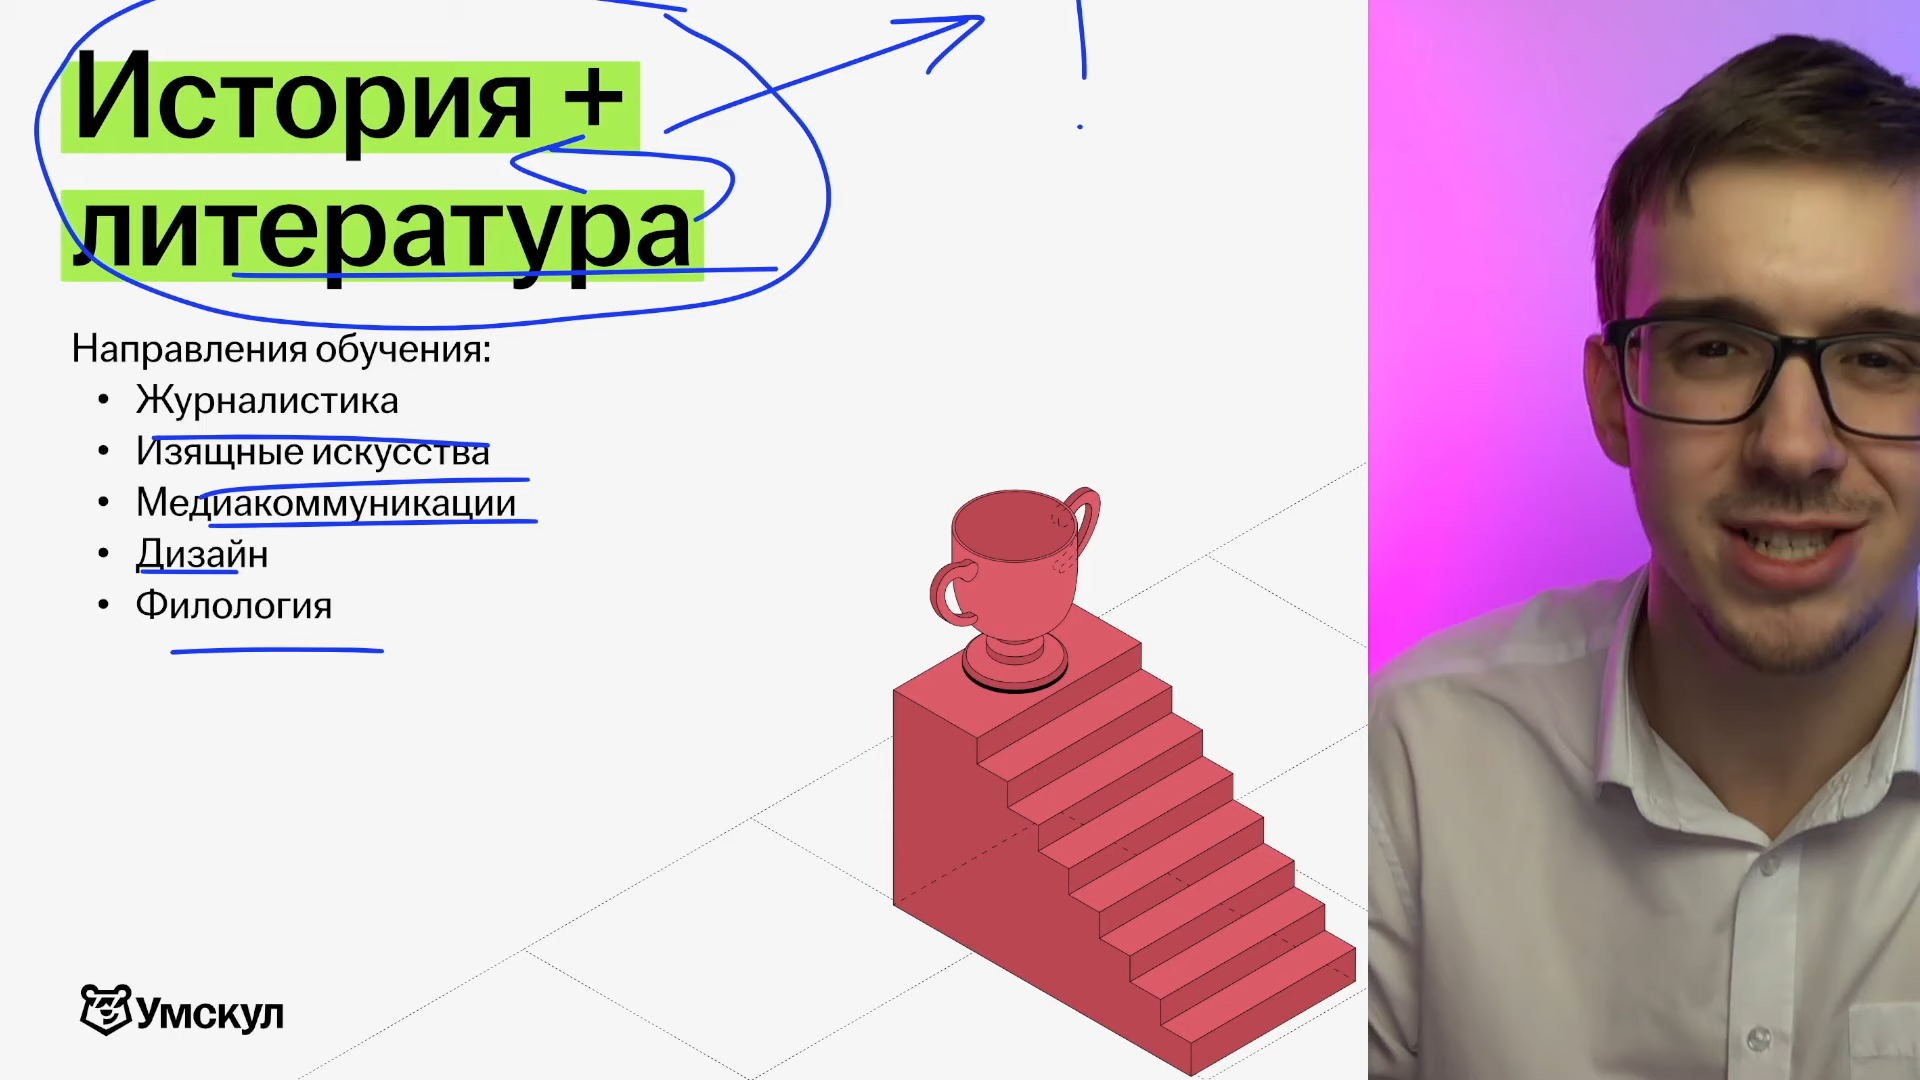 История +
литература
Направления обучения:
• Журналистика
• Изящные искусства
• Медиакоммуникации
• Дизайн
• Филология
Умскул